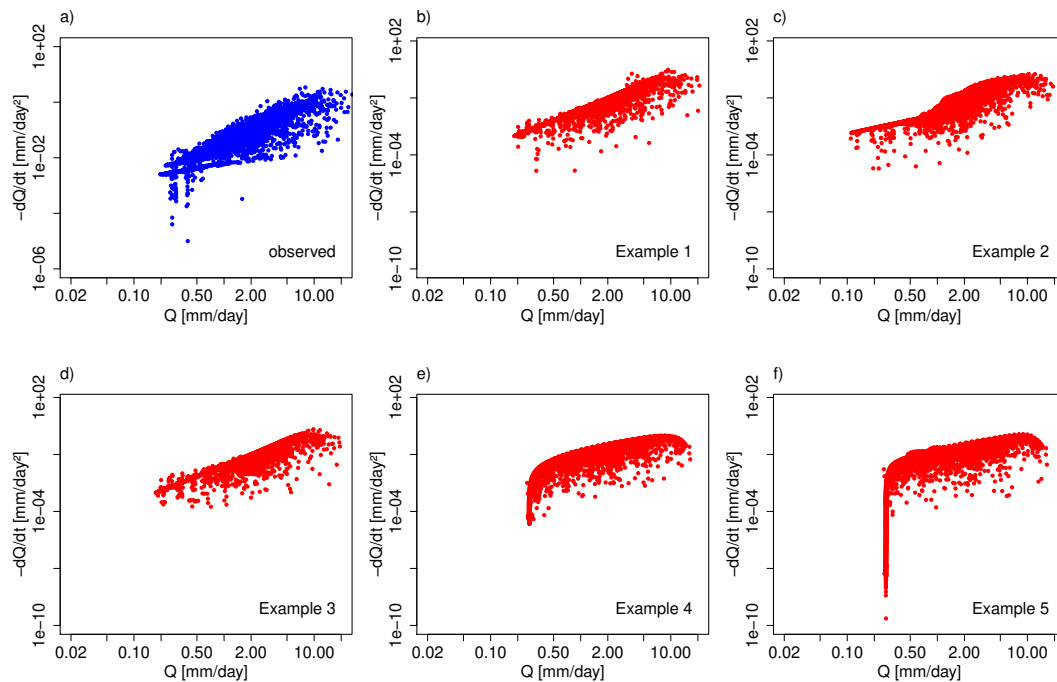 a)
1e+02
1e−02
1e−06
−dQ/dt [mm/day²]
observed
0.02 0.10 0.50 2.00 10.00
Q [mm/day]
b)
1e+02
1e−04
1e−10
−dQ/dt [mm/day²]
Example 1
0.02 0.10 0.50 2.00 10.00
Q [mm/day]
c)
1e+02
1e−04
1e−10
−dQ/dt [mm/day²]
Example 2
0.02 0.10 0.50 2.00 10.00
Q [mm/day]
d)
1e+02
1e−04
1e−10
−dQ/dt [mm/day²]
Example 3
0.02 0.10 0.50 2.00 10.00
Q [mm/day]
e)
1e+02
1e−04
1e−10
−dQ/dt [mm/day²]
Example 4
0.02 0.10 0.50 2.00 10.00
Q [mm/day]
f)
1e+02
1e−04
1e−10
−dQ/dt [mm/day²]
Example 5
0.02 0.10 0.50 2.00 10.00
Q [mm/day]